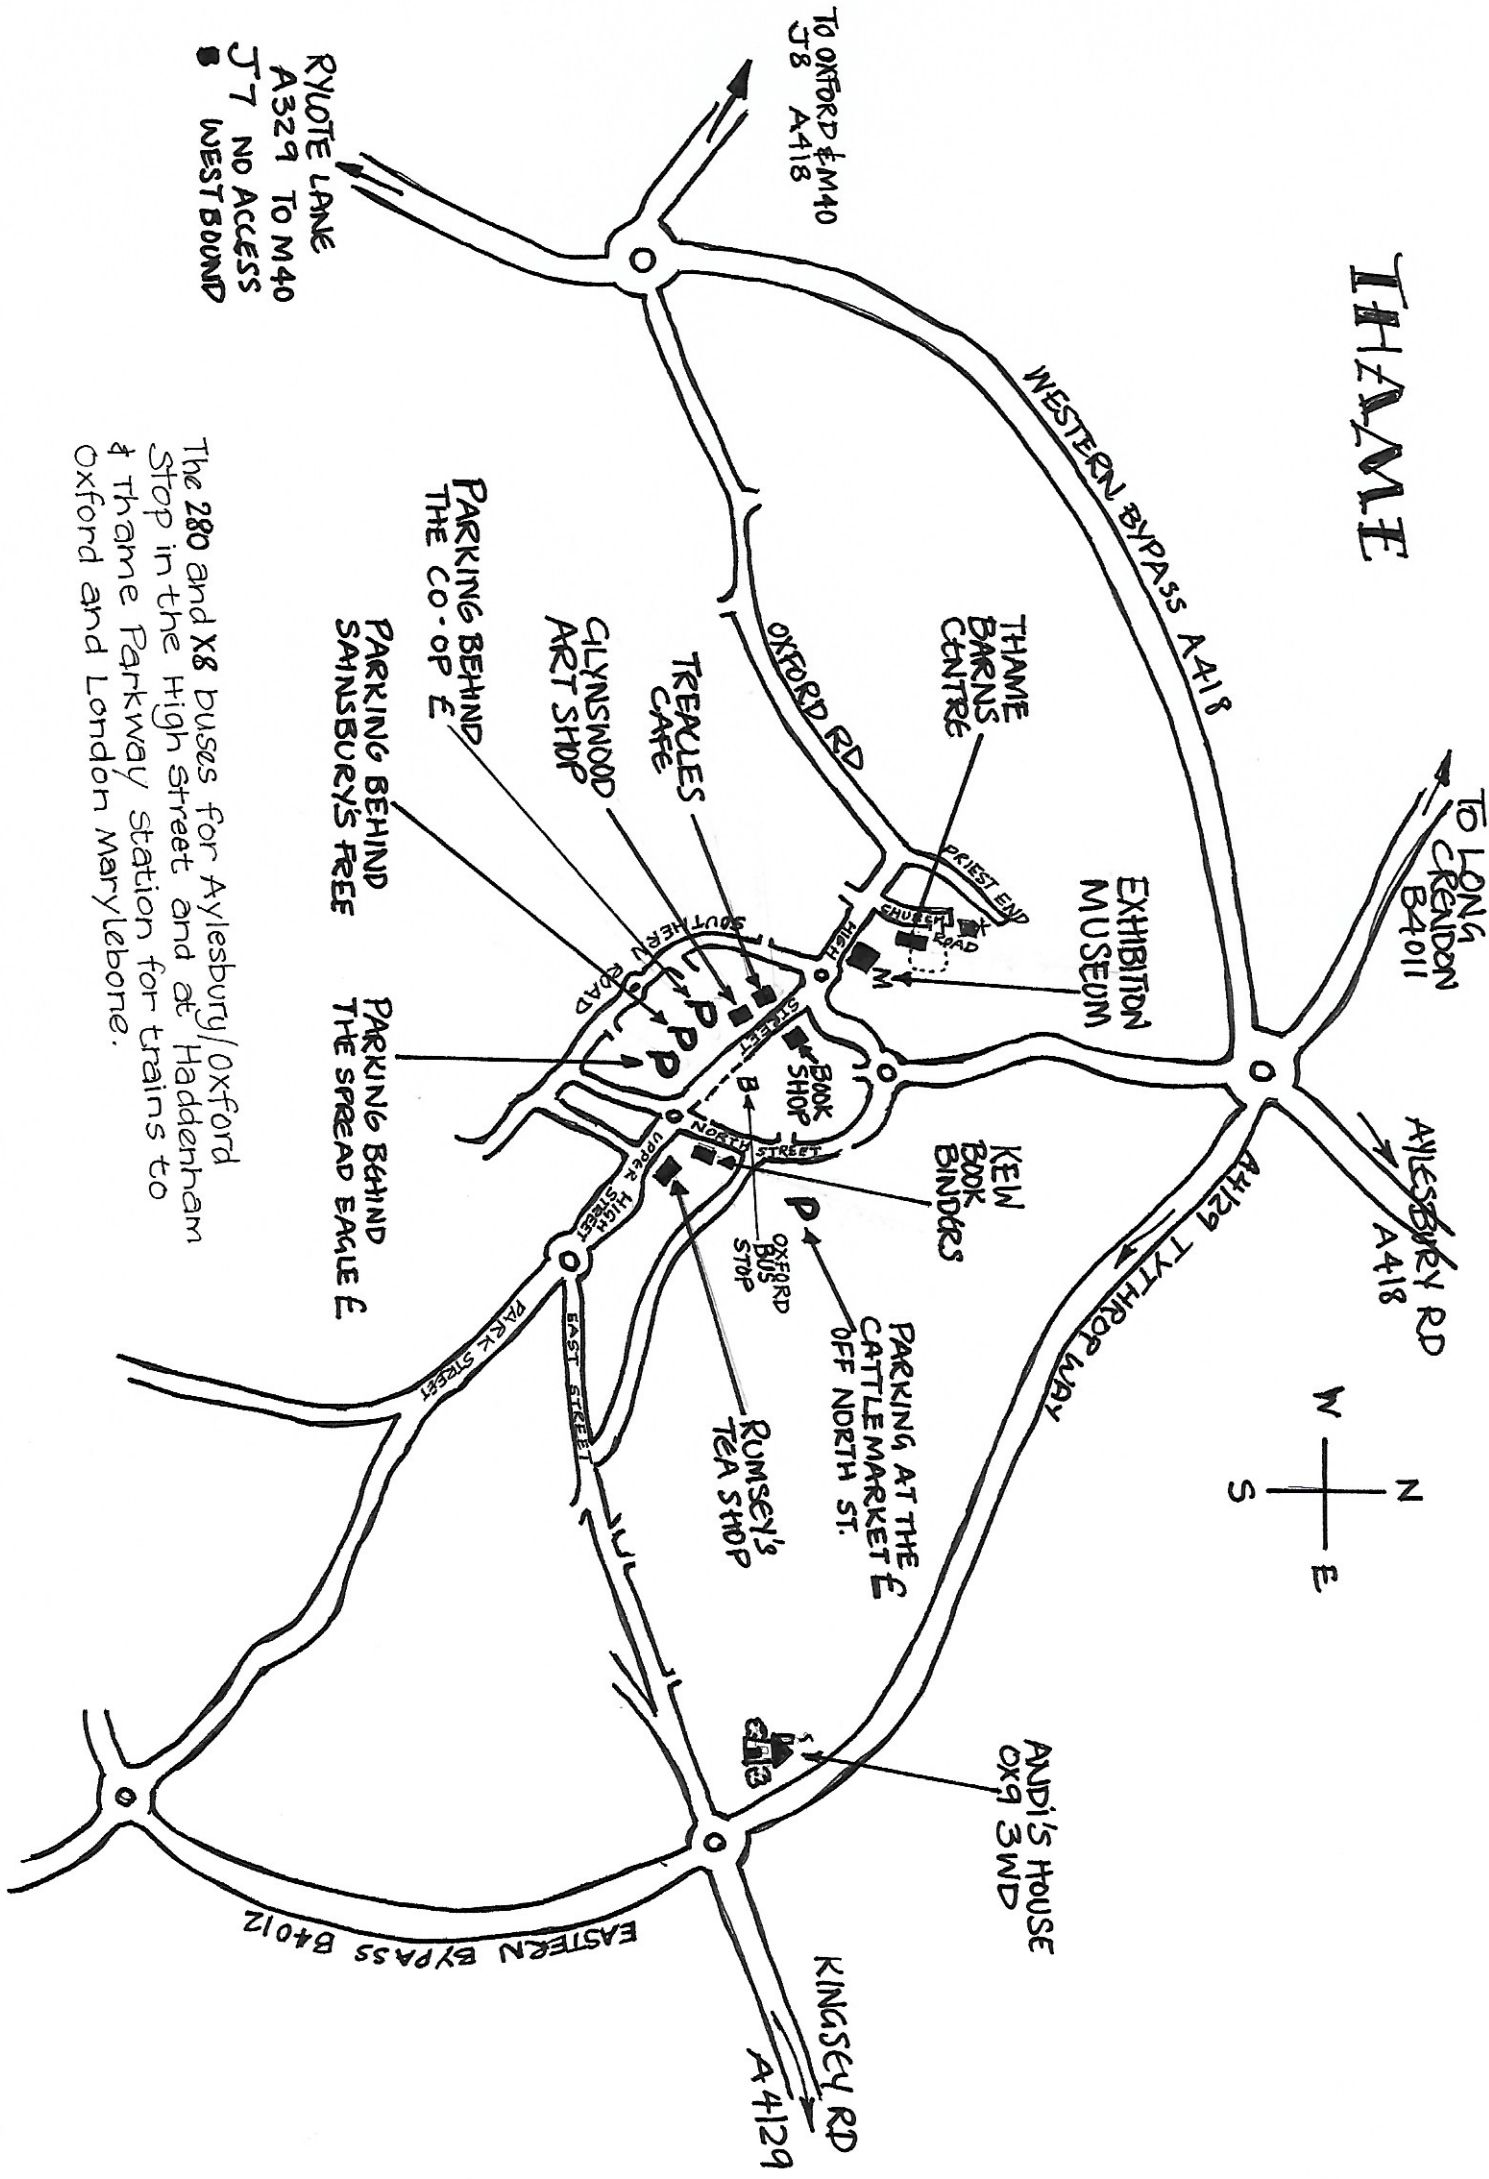 THAME
TO OXFORD & M40
J8 A418
RYLOTE LANE
A329 TO M40
J7 NO ACCESS
WESTBOUND
WESTERN BYPASS A418
TO LONG
CRENDON
B4011
AYLESBURY RD
A418
A4129 TYTHROP WAY
N
W E
S
OXFORD RD
THAME
BARNS
CENTRE
PRIEST END
CHURCH
ROAD
EXHIBITION
MUSEUM
M
HIGH
STREET
BOOK
SHOP
B
OXFORD
BUS
STOP
KEW
BOOK
BINDERS
NORTH STREET
P
PARKING AT THE
CATTLEMARKET £
OFF NORTH ST.
TREACLES
CAFE
GLYNSWOOD
ART SHOP
PARKING BEHIND
THE CO-OP £
PARKING BEHIND
SAINSBURY'S FREE
PARKING BEHIND
THE SPREAD EAGLE £
P
P
P
SOUTHERN ROAD
UPPER HIGH
STREET
RUMSEY'S
TEA SHOP
PARK STREET
EAST STREET
ANDI'S HOUSE
OX9 3WD
KINGSEY RD
A4129
EASTERN BYPASS B4012
The 280 and X8 buses for Aylesbury/Oxford
Stop in the High Street and at Haddenham
& Thame Parkway Station for trains to
Oxford and London Marylebone.